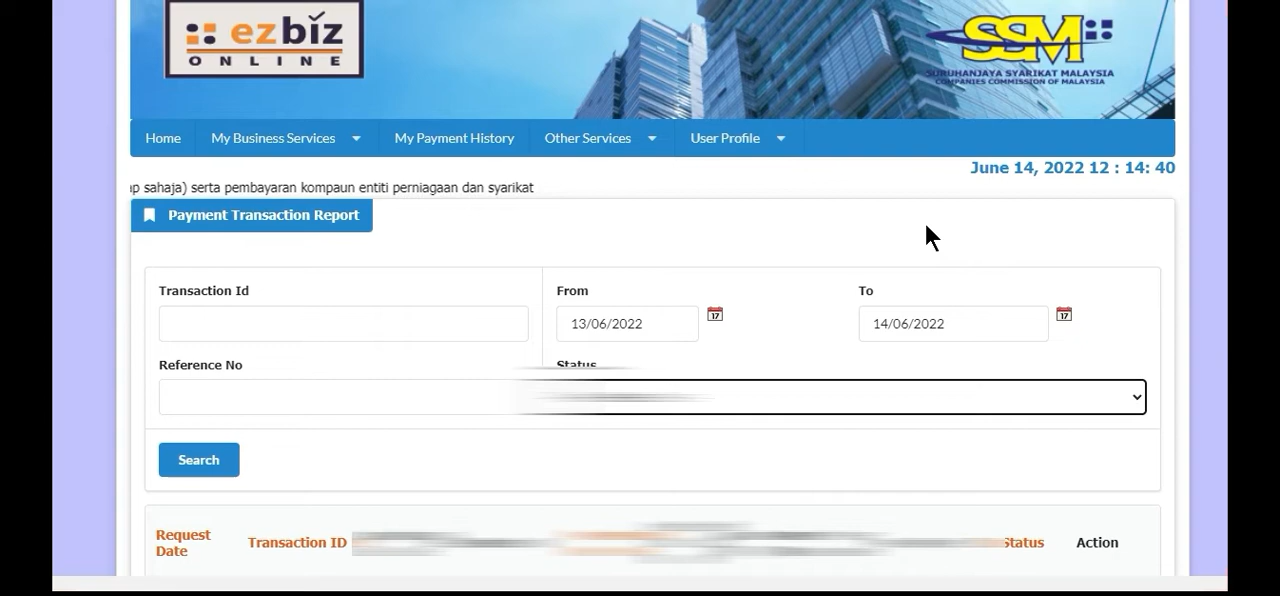 ezbiz
ONLINE
SSM
SURUHANJAYA SYARIKAT MALAYSIA
COMPANIES COMMISSION OF MALAYSIA
Home My Business Services My Payment History Other Services User Profile
June 14, 2022 12 : 14: 40
sahaja) serta pembayaran kompaun entiti perniagaan dan syarikat
Payment Transaction Report
Transaction Id From To
13/06/2022 17 14/06/2022 17
Reference No Status
Search
Request Date Transaction ID Status Action